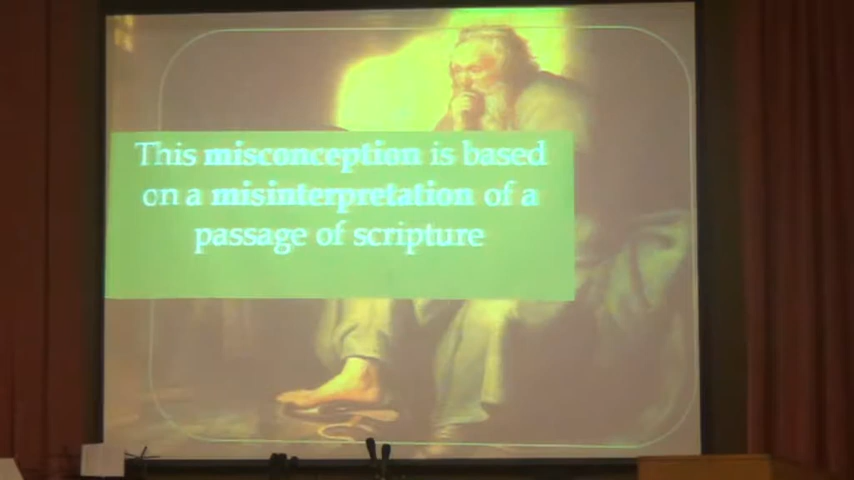 This misconception is based
on a misinterpretation of a
passage of scripture